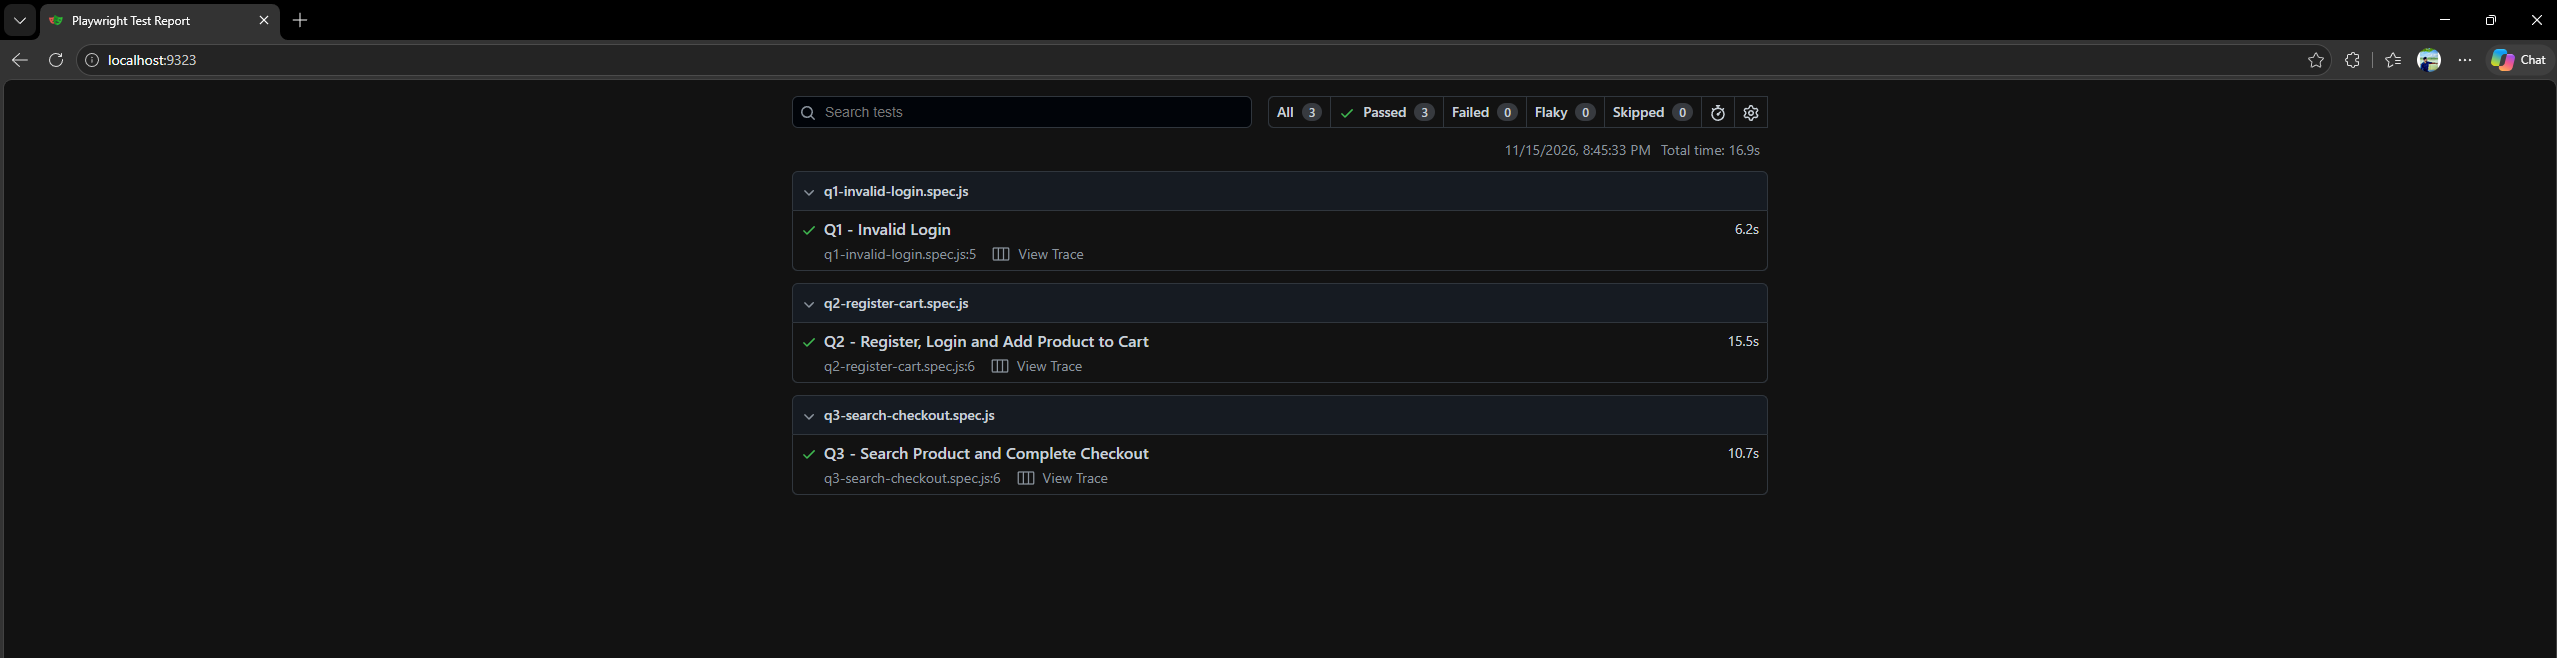 Playwright Test Report
localhost:9323
Chat
Search tests
All 3 Passed 3 Failed 0 Flaky 0 Skipped 0
11/15/2026, 8:45:33 PM Total time: 16.9s
q1-invalid-login.spec.js
Q1 - Invalid Login 6.2s
q1-invalid-login.spec.js:5 View Trace
q2-register-cart.spec.js
Q2 - Register, Login and Add Product to Cart 15.5s
q2-register-cart.spec.js:6 View Trace
q3-search-checkout.spec.js
Q3 - Search Product and Complete Checkout 10.7s
q3-search-checkout.spec.js:6 View Trace